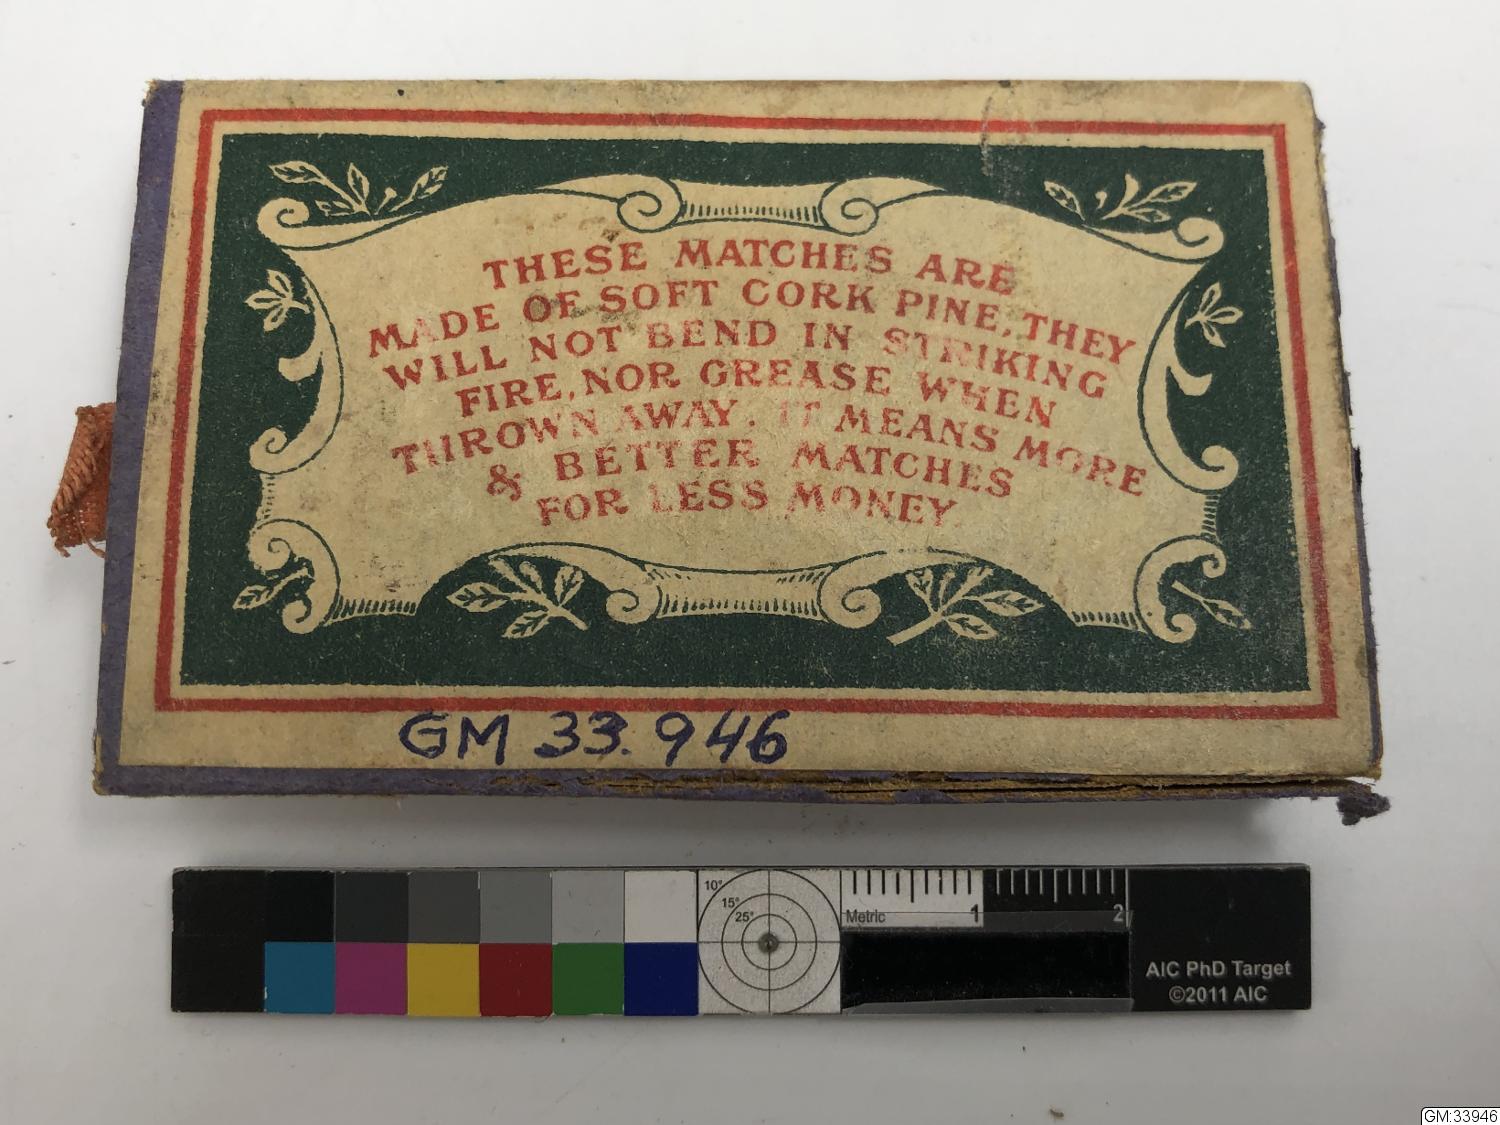 THESE MATCHES ARE
MADE OF SOFT CORK PINE, THEY
WILL NOT BEND IN STRIKING
FIRE, NOR GREASE WHEN
THROWN AWAY. IT MEANS MORE
& BETTER MATCHES
FOR LESS MONEY
GM 33.946
10°
15°
25°
Metric
1
2
AIC PhD Target
©2011 AIC
GM:33946